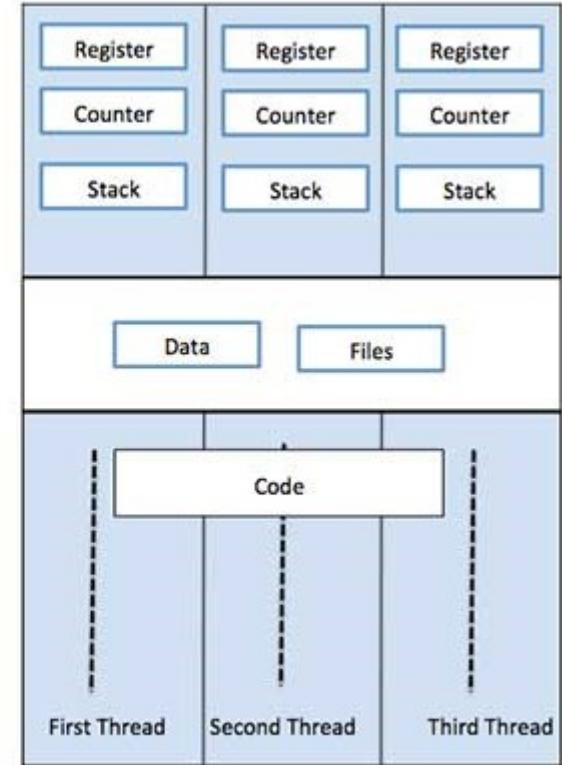 Register Register Register
Counter Counter Counter
Stack Stack Stack
Data Files
Code
First Thread Second Thread Third Thread